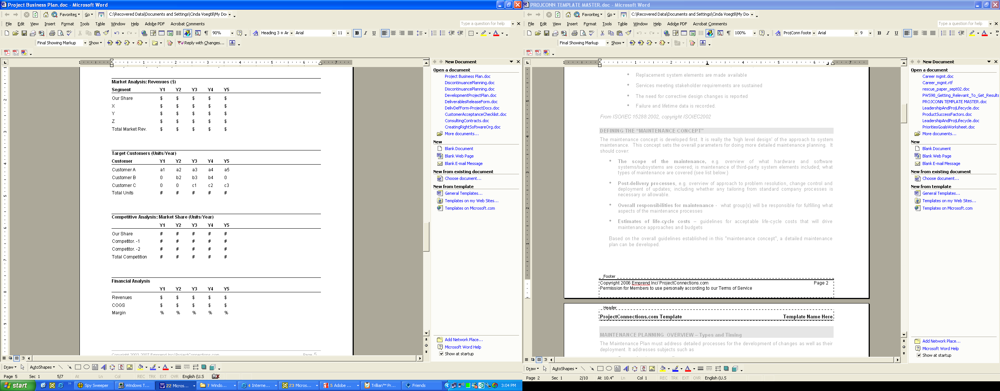 Project Business Plan.doc - Microsoft Word
Favorites Go C:\Recovered Data\Documents and Settings\Cinda Voegtli\My Do
File Edit View Insert Format Tools Table Window Help Adobe PDF Acrobat Comments
Type a question for help
90% Heading 3 + Ar Arial 11 B I U
Final Showing Markup Show Reply with Changes...
Market Analysis: Revenues ($)
Segment Y1 Y2 Y3 Y4 Y5
Our Share $ $ $ $ $
X $ $ $ $ $
Y $ $ $ $ $
Z $ $ $ $ $
Total Market Rev. $ $ $ $ $
Target Customers (Units/Year)
Customer Y1 Y2 Y3 Y4 Y5
Customer A a1 a2 a3 a4 a5
Customer B 0 b2 b3 b4 0
Customer C 0 0 c1 c2 c3
Total Units # # # # #
Competitive Analysis: Market Share (Units/Year)
Y1 Y2 Y3 Y4 Y5
Our Share # # # # #
Competitor. -1 # # # # #
Competitor. -2 # # # # #
Total Competition # # # # #
Financial Analysis
Y1 Y2 Y3 Y4 Y5
Revenues $ $ $ $ $
COGS $ $ $ $ $
Margin % % % % %
Copyright 2003-2007 Emprend Inc/ ProjectConnections.com Page 5
New Document
Open a document
Project Business Plan.doc
DiscontinuancePlanning.doc
DiscontinuancePlanning.doc
DevelopmentProjectPlan.doc
DeliverablesReleaseForm.doc
DelivDefForm-ProjectDocs.doc
CustomerAcceptanceChecklist.doc
ConsultingContracts.doc
CreatingRightSoftwareOrg.doc
More documents...
New
Blank Document
Blank Web Page
Blank E-mail Message
New from existing document
Choose document...
New from template
General Templates...
Templates on my Web Sites...
Templates on Microsoft.com
Add Network Place...
Microsoft Word Help
Show at startup
Draw AutoShapes
Page 5 Sec 1 5/7 At Ln Col REC TRK EXT OVR English (U.S
start Spy Sweeper Windows T... 22 Micros... 7 Windo... 4 Interne... 23 Micros... 5 Adobe ... Trillian™ Pr... Friends 3:04 PM
PROJCONN TEMPLATE MASTER.doc - Microsoft Word
Favorites Go C:\Recovered Data\Documents and Settings\Cinda Voegtli\My Do
File Edit View Insert Format Tools Table Window Help Adobe PDF Acrobat Comments
Type a question for help
100% ProjConn foote Arial 9 B I U
Final Showing Markup Show
Replacement system elements are made available
Services meeting stakeholder requirements are sustained
The need for corrective design changes is reported
Failure and lifetime data is recorded.
From ISO/IEC 15288:2002, copyright ISOIEC2002
DEFINING THE “MAINTENANCE CONCEPT”
The maintenance concept is developed first. It is really the 'high level design' of the approach to system
maintenance. This concept sets the overall parameters for doing more detailed maintenance planning. It
should cover:
The scope of the maintenance, e.g. overview of what hardware and software
systems/subsystems are covered; is maintenance of third-party system elements included; what
types of maintenance are covered (see list below.)
Post-delivery processes, e.g. overview of approach to problem resolution, change control and
deployment of updates; including whether any tailoring from standard company processes is
necessary or allowable.
Overall responsibilities for maintenance - what group(s) will be responsible for fulfilling what
aspects of the maintenance processes
Estimates of life-cycle costs – guidelines for acceptable life-cycle costs that will drive
maintenance approaches and budgets
Based on the overall guidelines established in this "maintenance concept", a detailed maintenance
plan can be developed.
Footer
Copyright 2006 Emprend Inc/ ProjectConnections.com Page 2
Permission for Members to use personally according to our Terms of Service
Header
ProjectConnections.com Template Template Name Here
MAINTENANCE PLANNING OVERVIEW – Types and Timing
The Maintenance Plan must address detailed processes for the development of changes as well as their
deployment. It addresses subjects such as
New Document
Open a document
Career mgmt.doc
Career_mgmt.rtf
rescue_paper_sept02.doc
PWS98_Getting_Relevant_To_Get_Results
PROJCONN TEMPLATE MASTER.doc
LeadershipAndProjLifecycle.doc
ProductSuccessFactors.doc
LeadershipAndProjLifecycle.doc
PrioritiesGoalsWorksheet.doc
More documents...
New
Blank Document
Blank Web Page
Blank E-mail Message
New from existing document
Choose document...
New from template
General Templates...
Templates on my Web Sites...
Templates on Microsoft.com
Add Network Place...
Microsoft Word Help
Show at startup
Draw AutoShapes
Page 2 Sec 1 2/10 At 10.4" Ln Col 1 REC TRK EXT OVR English (U.S